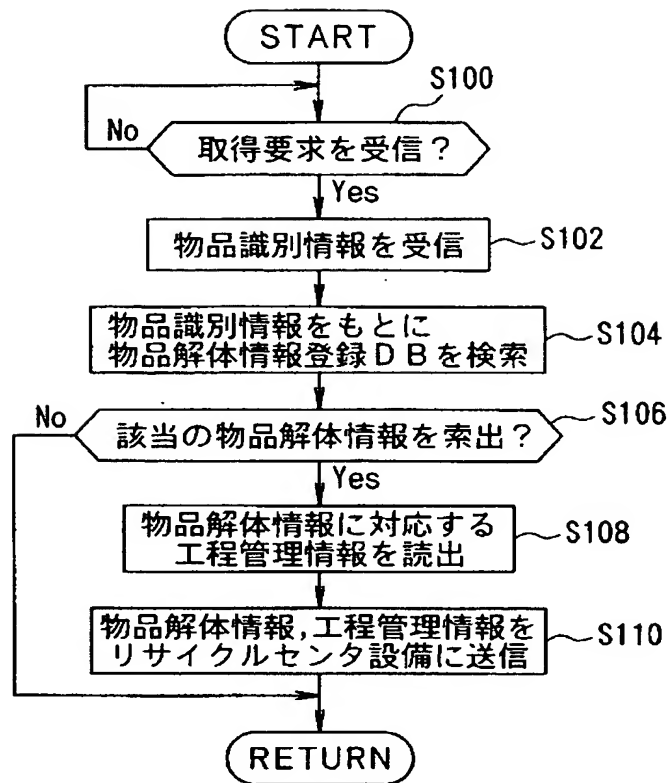 START
S100
No
取得要求を受信？
Yes
物品識別情報を受信
S102
物品識別情報をもとに
物品解体情報登録ＤＢを検索
S104
No
S106
該当の物品解体情報を索出？
Yes
物品解体情報に対応する
工程管理情報を読出
S108
物品解体情報,工程管理情報を
リサイクルセンタ設備に送信
S110
RETURN